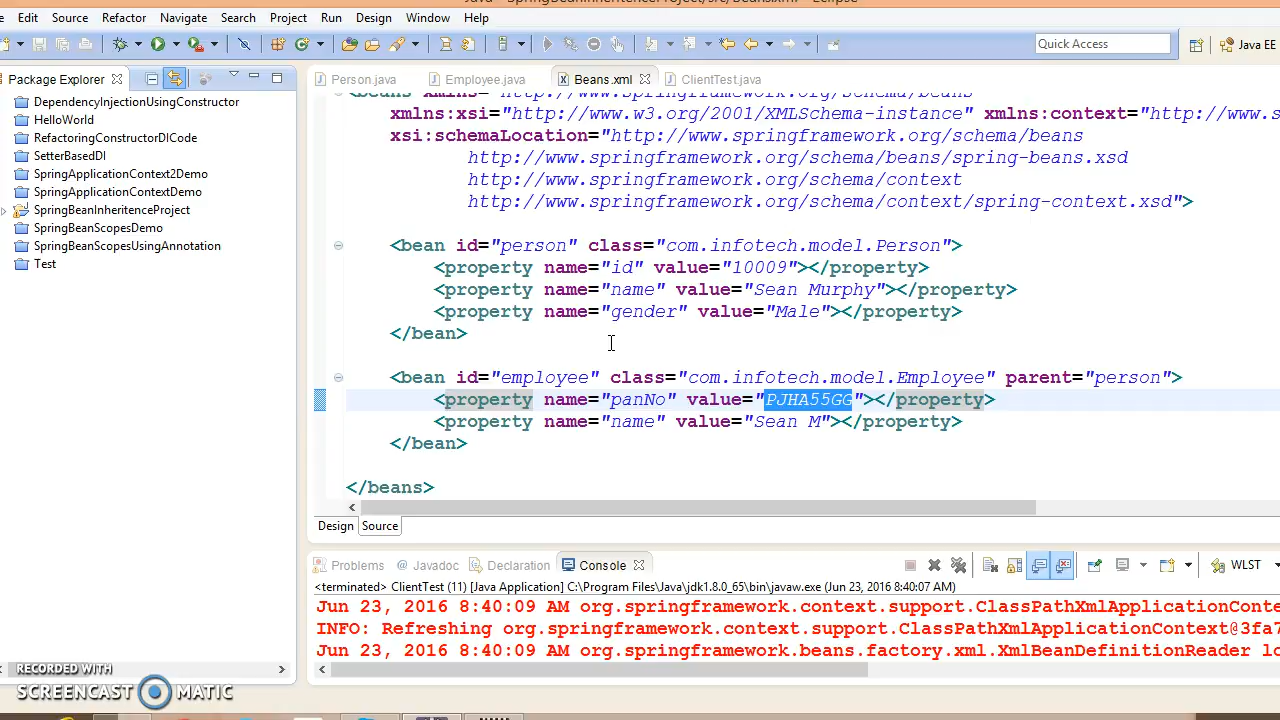 Edit Source Refactor Navigate Search Project Run Design Window Help
Quick Access
Java EE
Package Explorer
Person.java Employee.java Beans.xml ClientTest.java
DependencyInjectionUsingConstructor
HelloWorld
RefactoringConstructorDICode
SetterBasedDI
SpringApplicationContext2Demo
SpringApplicationContextDemo
SpringBeanInheritenceProject
SpringBeanScopesDemo
SpringBeanScopesUsingAnnotation
Test
xmlns:xsi="http://www.w3.org/2001/XMLSchema-instance" xmlns:context="http://www.s
xsi:schemaLocation="http://www.springframework.org/schema/beans
http://www.springframework.org/schema/beans/spring-beans.xsd
http://www.springframework.org/schema/context
http://www.springframework.org/schema/context/spring-context.xsd">
<bean id="person" class="com.infotech.model.Person">
<property name="id" value="10009"></property>
<property name="name" value="Sean Murphy"></property>
<property name="gender" value="Male"></property>
</bean>
<bean id="employee" class="com.infotech.model.Employee" parent="person">
<property name="panNo" value="PJHA55GG"></property>
<property name="name" value="Sean M"></property>
</bean>
</beans>
Design Source
Problems @ Javadoc Declaration Console
WLST
<terminated> ClientTest (11) [Java Application] C:\Program Files\Java\jdk1.8.0_65\bin\javaw.exe (Jun 23, 2016 8:40:07 AM)
Jun 23, 2016 8:40:09 AM org.springframework.context.support.ClassPathXmlApplicationConte
INFO: Refreshing org.springframework.context.support.ClassPathXmlApplicationContext@3fa7
Jun 23, 2016 8:40:09 AM org.springframework.beans.factory.xml.XmlBeanDefinitionReader lo
RECORDED WITH
SCREENCAST MATIC